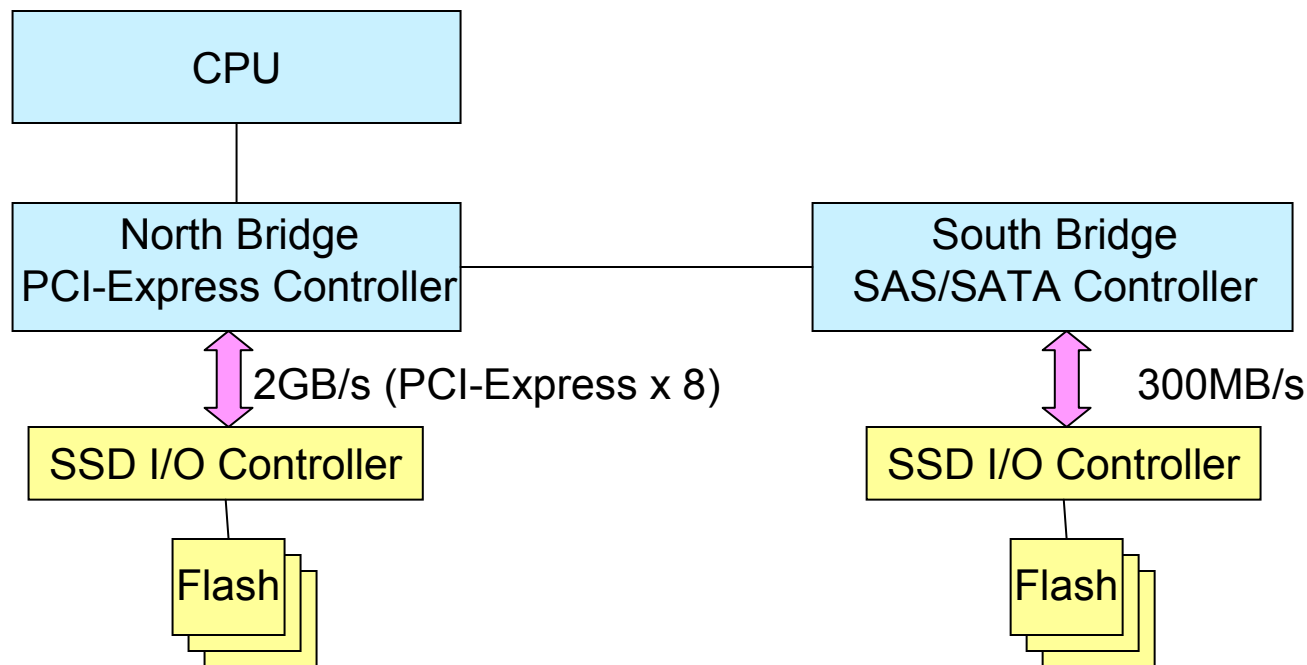 CPU
North Bridge
PCI-Express Controller
South Bridge
SAS/SATA Controller
2GB/s (PCI-Express x 8)
300MB/s
SSD I/O Controller
SSD I/O Controller
Flash
Flash